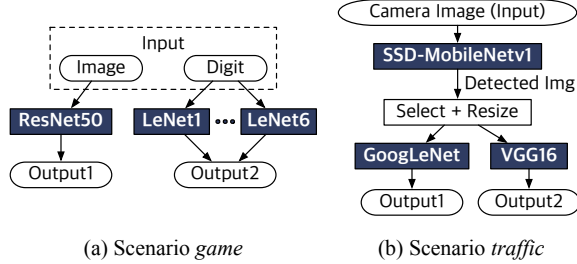 Input
Image
Digit
ResNet50
LeNet1
LeNet6
Output1
Output2
(a) Scenario game
Camera Image (Input)
SSD-MobileNetv1
Detected Img
Select + Resize
GoogLeNet
VGG16
Output1
Output2
(b) Scenario traffic